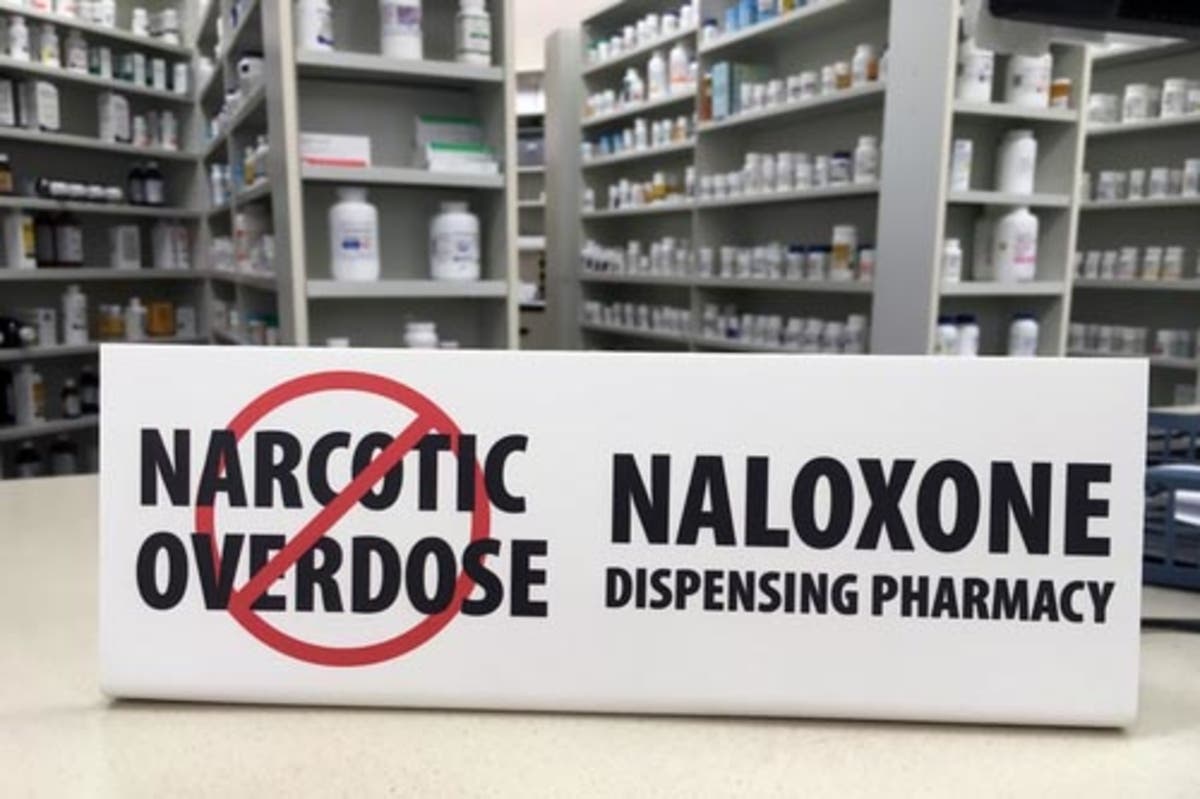 NARCOTIC
OVERDOSE
NALOXONE
DISPENSING PHARMACY